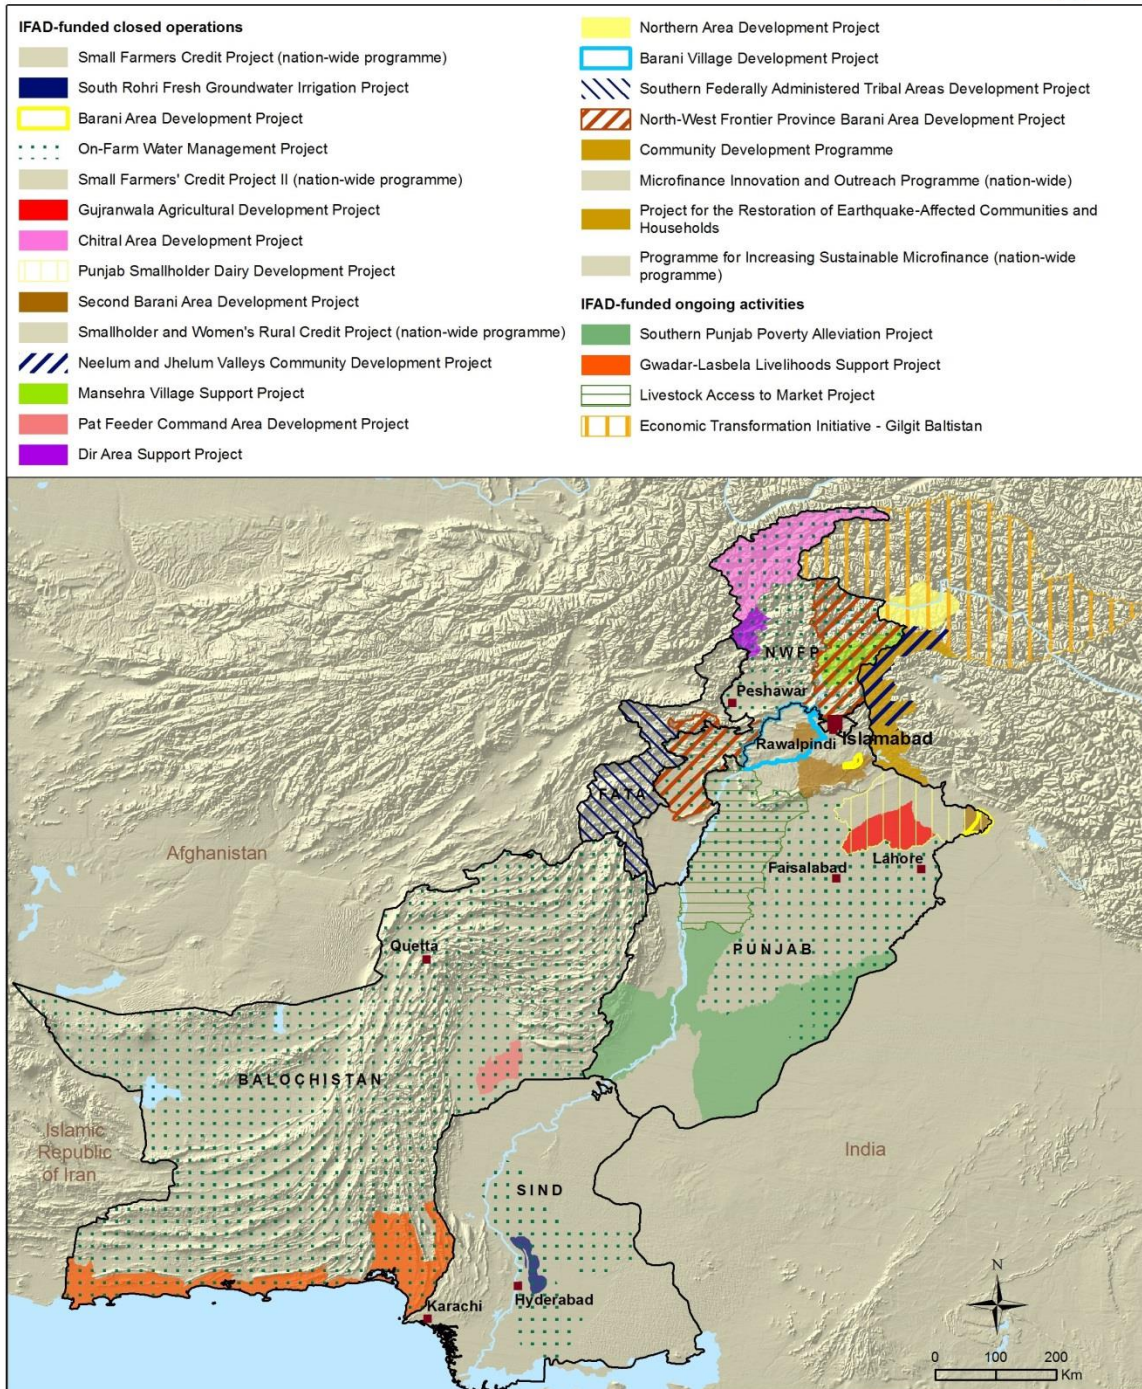 IFAD-funded closed operations
Small Farmers Credit Project (nation-wide programme)
South Rohri Fresh Groundwater Irrigation Project
Barani Area Development Project
On-Farm Water Management Project
Small Farmers' Credit Project II (nation-wide programme)
Gujranwala Agricultural Development Project
Chitral Area Development Project
Punjab Smallholder Dairy Development Project
Second Barani Area Development Project
Smallholder and Women's Rural Credit Project (nation-wide programme)
Neelum and Jhelum Valleys Community Development Project
Mansehra Village Support Project
Pat Feeder Command Area Development Project
Dir Area Support Project
Northern Area Development Project
Barani Village Development Project
Southern Federally Administered Tribal Areas Development Project
North-West Frontier Province Barani Area Development Project
Community Development Programme
Microfinance Innovation and Outreach Programme (nation-wide)
Project for the Restoration of Earthquake-Affected Communities and
Households
Programme for Increasing Sustainable Microfinance (nation-wide
programme)
IFAD-funded ongoing activities
Southern Punjab Poverty Alleviation Project
Gwadar-Lasbela Livelihoods Support Project
Livestock Access to Market Project
Economic Transformation Initiative - Gilgit Baltistan
NWFP
Peshawar
Rawalpindi
Islamabad
FATA
Afghanistan
Lahore
Faisalabad
PUNJAB
Quetta
BALOCHISTAN
Islamic
Republic
of Iran
India
SIND
Hyderabad
Karachi
N
0 100 200
Km